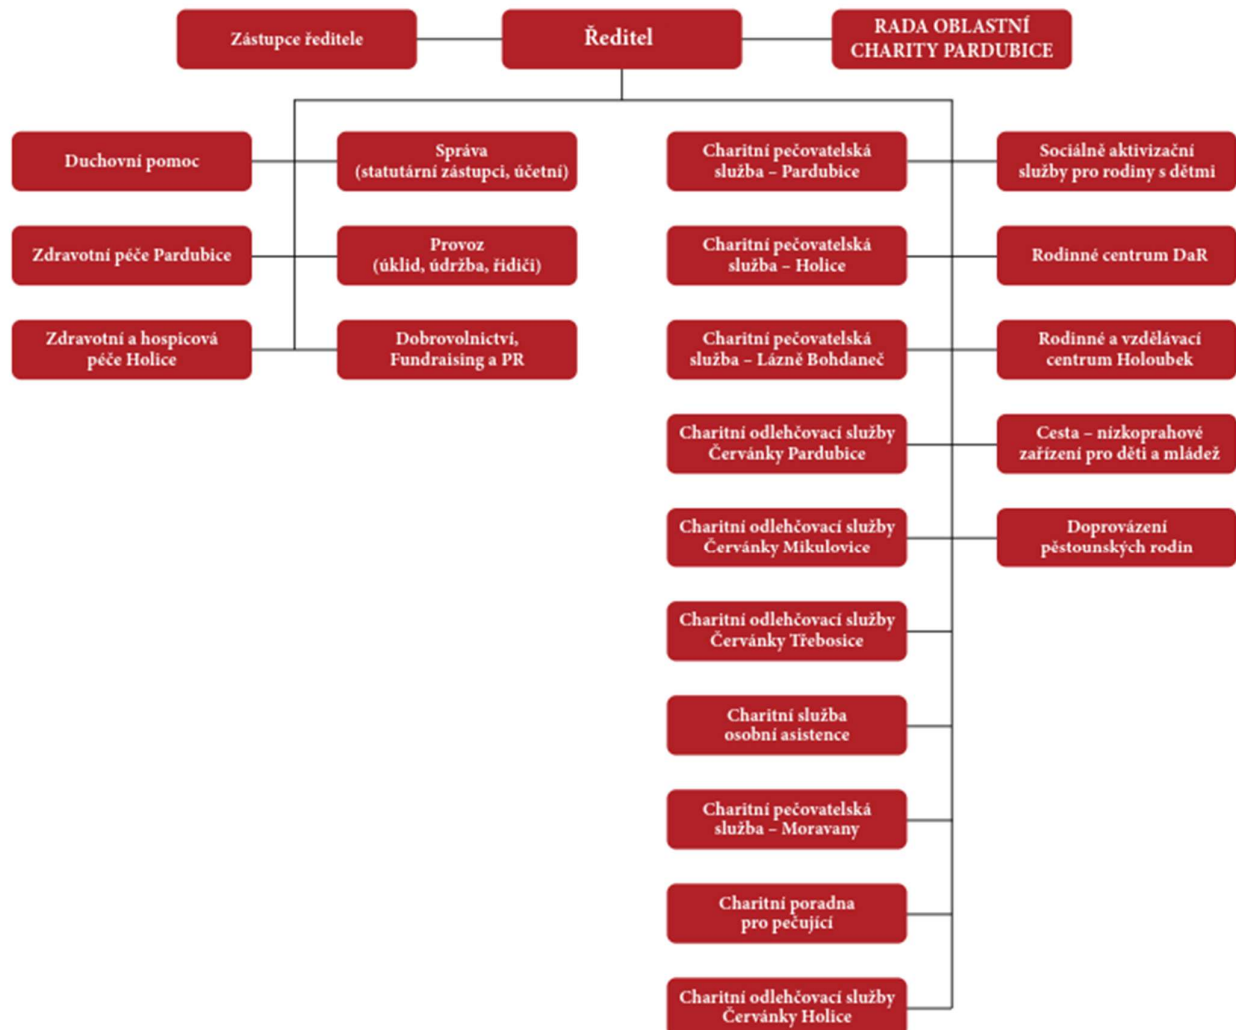 Zástupce ředitele
Ředitel
RADA OBLASTNÍ
CHARITY PARDUBICE
Duchovní pomoc
Správa
(statutární zástupci, účetní)
Zdravotní péče Pardubice
Provoz
(úklid, údržba, řidiči)
Zdravotní a hospicová
péče Holice
Dobrovolnictví,
Fundraising a PR
Charitní pečovatelská
služba – Pardubice
Sociálně aktivizační
služby pro rodiny s dětmi
Charitní pečovatelská
služba – Holice
Rodinné centrum DaR
Charitní pečovatelská
služba – Lázně Bohdaneč
Rodinné a vzdělávací
centrum Holoubek
Charitní odlehčovací služby
Červánky Pardubice
Cesta – nízkoprahové
zařízení pro děti a mládež
Charitní odlehčovací služby
Červánky Mikulovice
Doprovázení
pěstounských rodin
Charitní odlehčovací služby
Červánky Třebosice
Charitní služba
osobní asistence
Charitní pečovatelská
služba – Moravany
Charitní poradna
pro pečující
Charitní odlehčovací služby
Červánky Holice